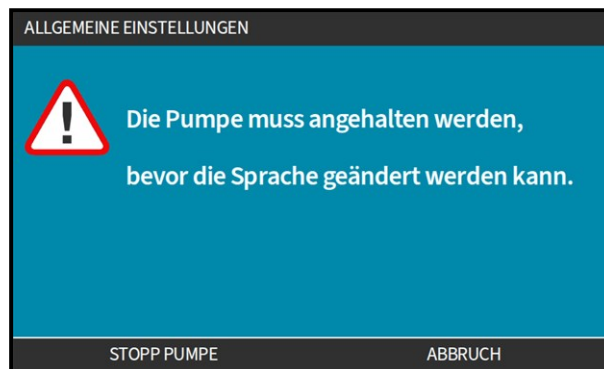 ALLGEMEINE EINSTELLUNGEN
Die Pumpe muss angehalten werden,
bevor die Sprache geändert werden kann.
STOPP PUMPE
ABBRUCH